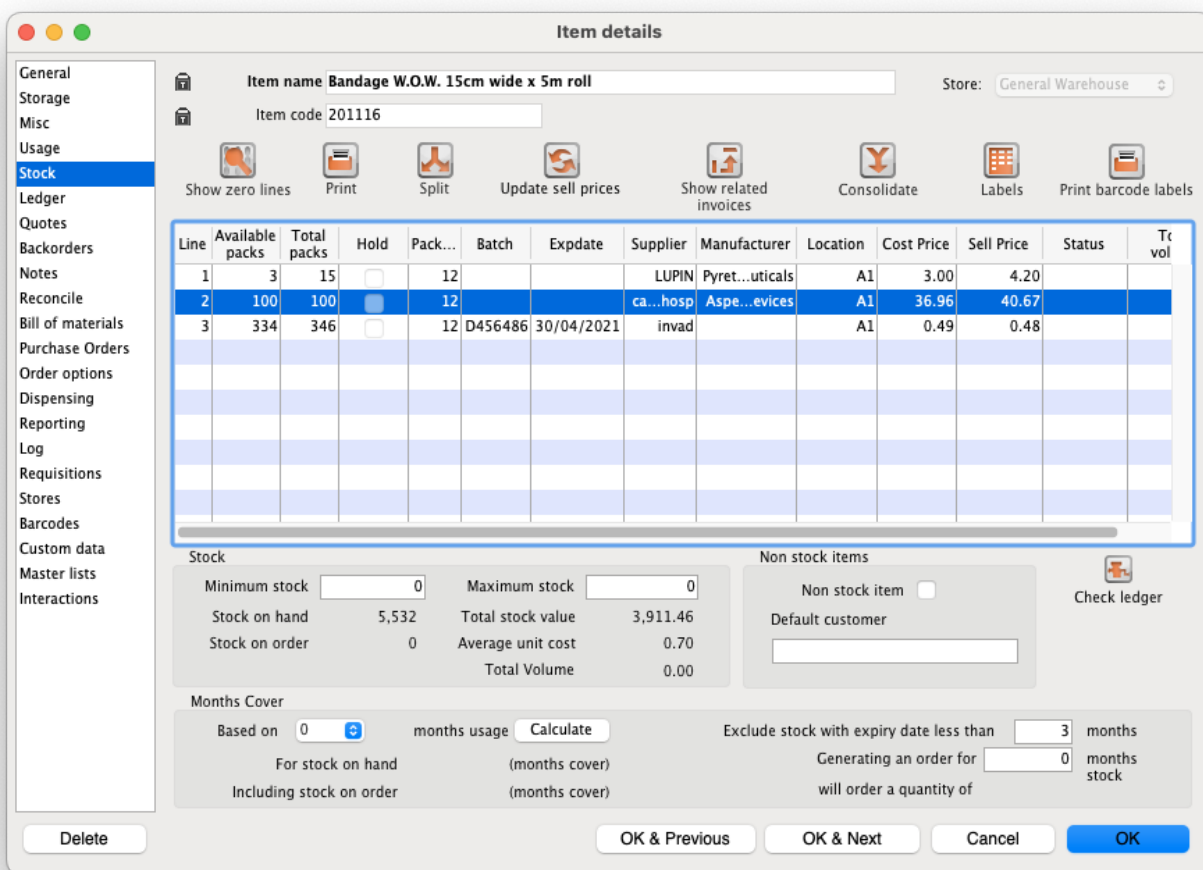 Item details
General
Storage
Misc
Usage
Stock
Ledger
Quotes
Backorders
Notes
Reconcile
Bill of materials
Purchase Orders
Order options
Dispensing
Reporting
Log
Requisitions
Stores
Barcodes
Custom data
Master lists
Interactions
Item name Bandage W.O.W. 15cm wide x 5m roll
Store: General Warehouse
Item code 201116
Show zero lines
Print
Split
Update sell prices
Show related invoices
Consolidate
Labels
Print barcode labels
Line Available packs Total packs Hold Pack... Batch Expdate Supplier Manufacturer Location Cost Price Sell Price Status
1 3 15 12 LUPIN Pyret...uticals A1 3.00 4.20
2 100 100 12 ca...hosp Aspe...evices A1 36.96 40.67
3 334 346 12 D456486 30/04/2021 invad A1 0.49 0.48
Stock
Minimum stock 0 Maximum stock 0
Stock on hand 5,532 Total stock value 3,911.46
Stock on order 0 Average unit cost 0.70
Total Volume 0.00
Non stock items
Non stock item
Default customer
Check ledger
Months Cover
Based on 0 months usage Calculate
For stock on hand (months cover)
Including stock on order (months cover)
Exclude stock with expiry date less than 3 months
Generating an order for 0 months stock
will order a quantity of
Delete
OK & Previous
OK & Next
Cancel
OK